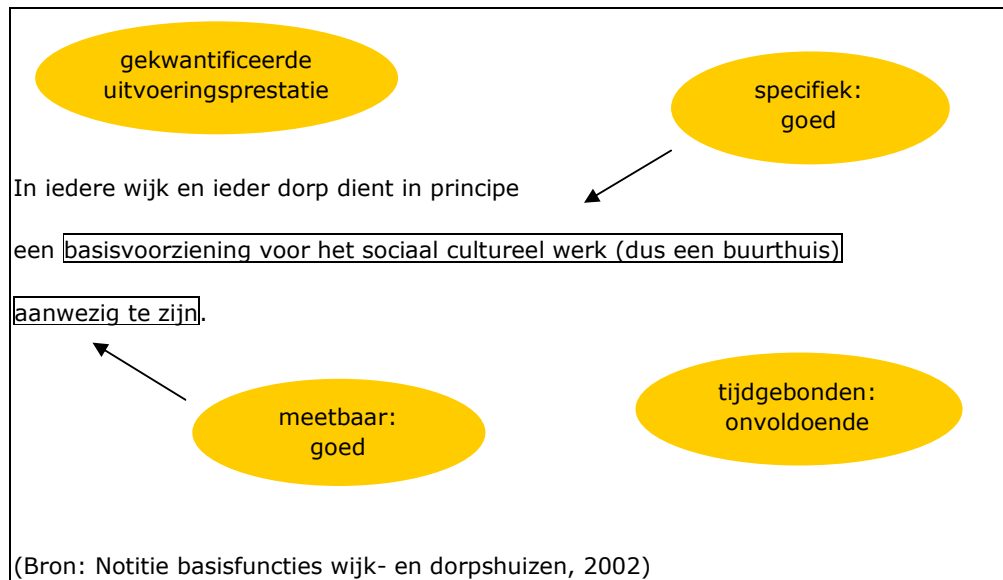 gekwantificeerde
uitvoeringsprestatie
specifiek:
goed
In iedere wijk en ieder dorp dient in principe
een basisvoorziening voor het sociaal cultureel werk (dus een buurthuis)
aanwezig te zijn.
meetbaar:
goed
tijdgebonden:
onvoldoende
(Bron: Notitie basisfuncties wijk- en dorpshuizen, 2002)